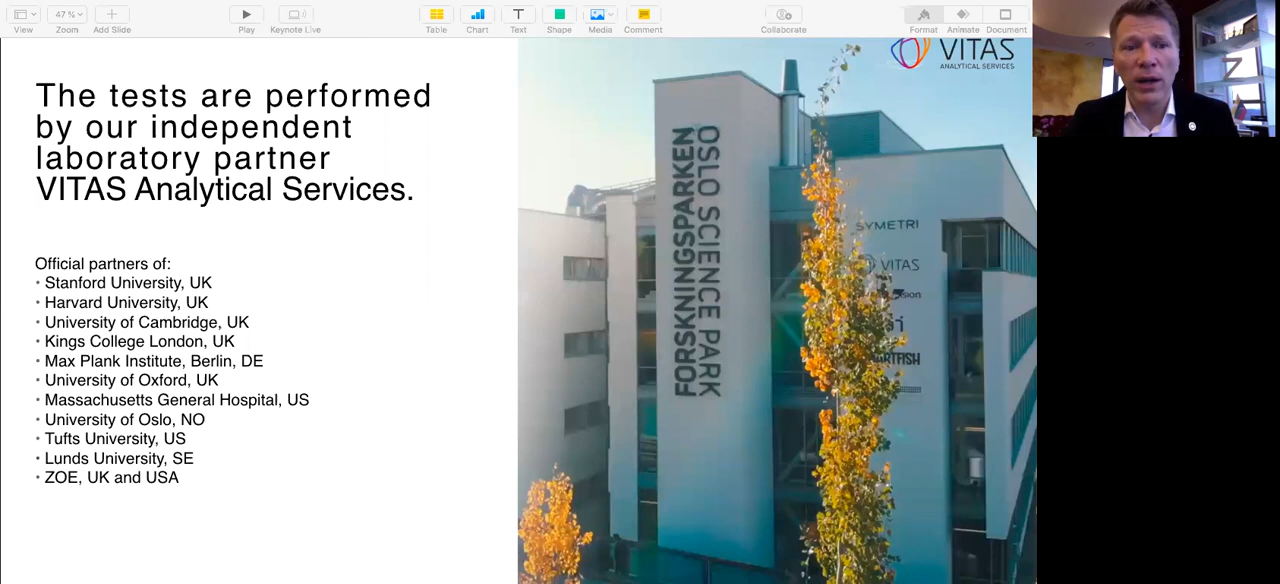 View
47 %
Zoom
Add Slide
Play
Keynote Live
Table
Chart
Text
Shape
Media
Comment
Collaborate
Format
Animate
Document
The tests are performed
by our independent
laboratory partner
VITAS Analytical Services.
Official partners of:
• Stanford University, UK
• Harvard University, UK
• University of Cambridge, UK
• Kings College London, UK
• Max Plank Institute, Berlin, DE
• University of Oxford, UK
• Massachusetts General Hospital, US
• University of Oslo, NO
• Tufts University, US
• Lunds University, SE
• ZOE, UK and USA
VITAS
ANALYTICAL SERVICES
FORSKNINGSPARKEN
OSLO SCIENCE PARK
SYMETRI
VITAS